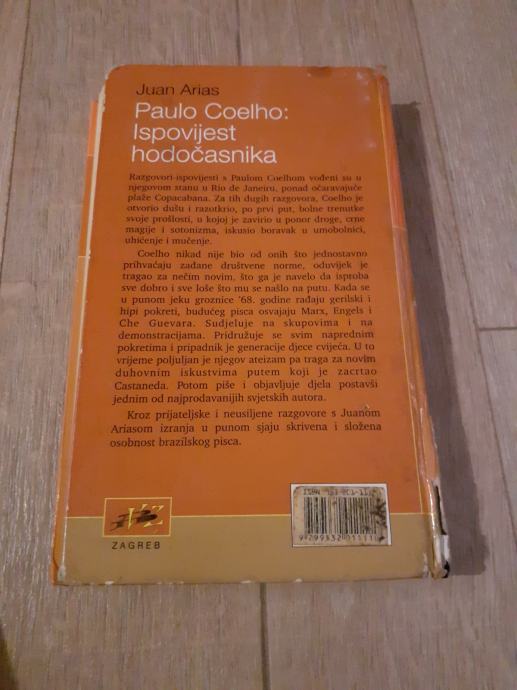 Juan Arias
Paulo Coelho:
Ispovijest
hodočasnika
Razgovori-ispovijesti s Paulom Coelhom vođeni su u
njegovom stanu u Rio de Janeiru, ponad očaravajuće
plaže Copacabana. Za tih dugih razgovora, Coelho je
otvorio dušu i razotkrio, po prvi put, bolne trenutke
svoje prošlosti, u kojoj je zavirio u ponor droge, crne
magije i sotonizma, iskusio boravak u umobolnici,
uhićenje i mučenje.
Coelho nikad nije bio od onih što jednostavno
prihvaćaju zadane društvene norme, oduvijek je
tragao za nečim novim, što ga je navelo da isproba
sve dobro i sve loše što mu se našlo na putu. Kada se
u punom jeku groznice '68. godine rađaju gerilski i
hipi pokreti, budućeg pisca osvajaju Marx, Engels i
Che Guevara. Sudjeluje na skupovima i na
demonstracijama. Pridružuje se svim naprednim
pokretima i pripadnik je generacije djece cvijeća. U to
vrijeme poljuljan je njegov ateizam pa traga za novim
duhovnim iskustvima putem koji je zacrtao
Castaneda. Potom piše i objavljuje djela postavši
jednim od najprodavanijih svjetskih autora.
Kroz prijateljske i neusiljene razgovore s Juanom
Ariasom izranja u punom sjaju skrivena i složena
osobnost brazilskog pisca.
VZ
ZAGREB
ISBN